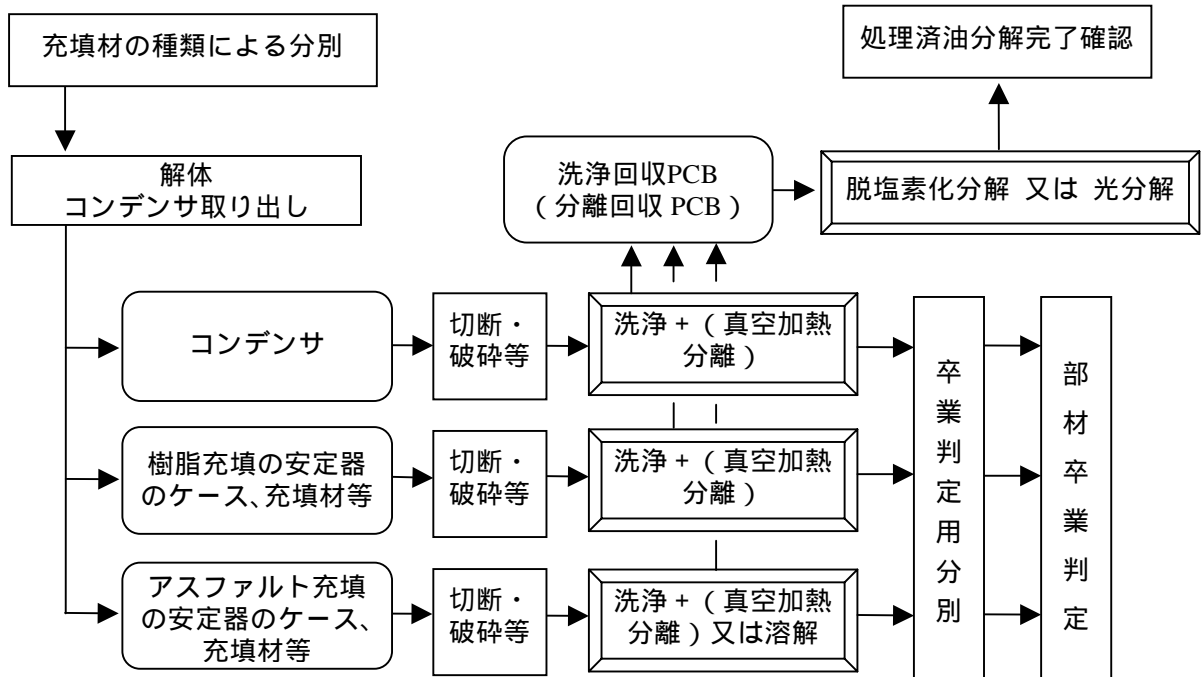 充填材の種類による分別
処理済油分解完了確認
解体
コンデンサ取り出し
洗浄回収PCB
(分離回収 PCB)
脱塩素化分解 又は 光分解
コンデンサ
切断・
破砕等
洗浄+(真空加熱
分離)
樹脂充填の安定器
のケース、充填材等
切断・
破砕等
洗浄+(真空加熱
分離)
アスファルト充填
の安定器のケース、
充填材等
切断・
破砕等
洗浄+(真空加熱
分離)又は溶解
卒業判定用分別
部材卒業判定